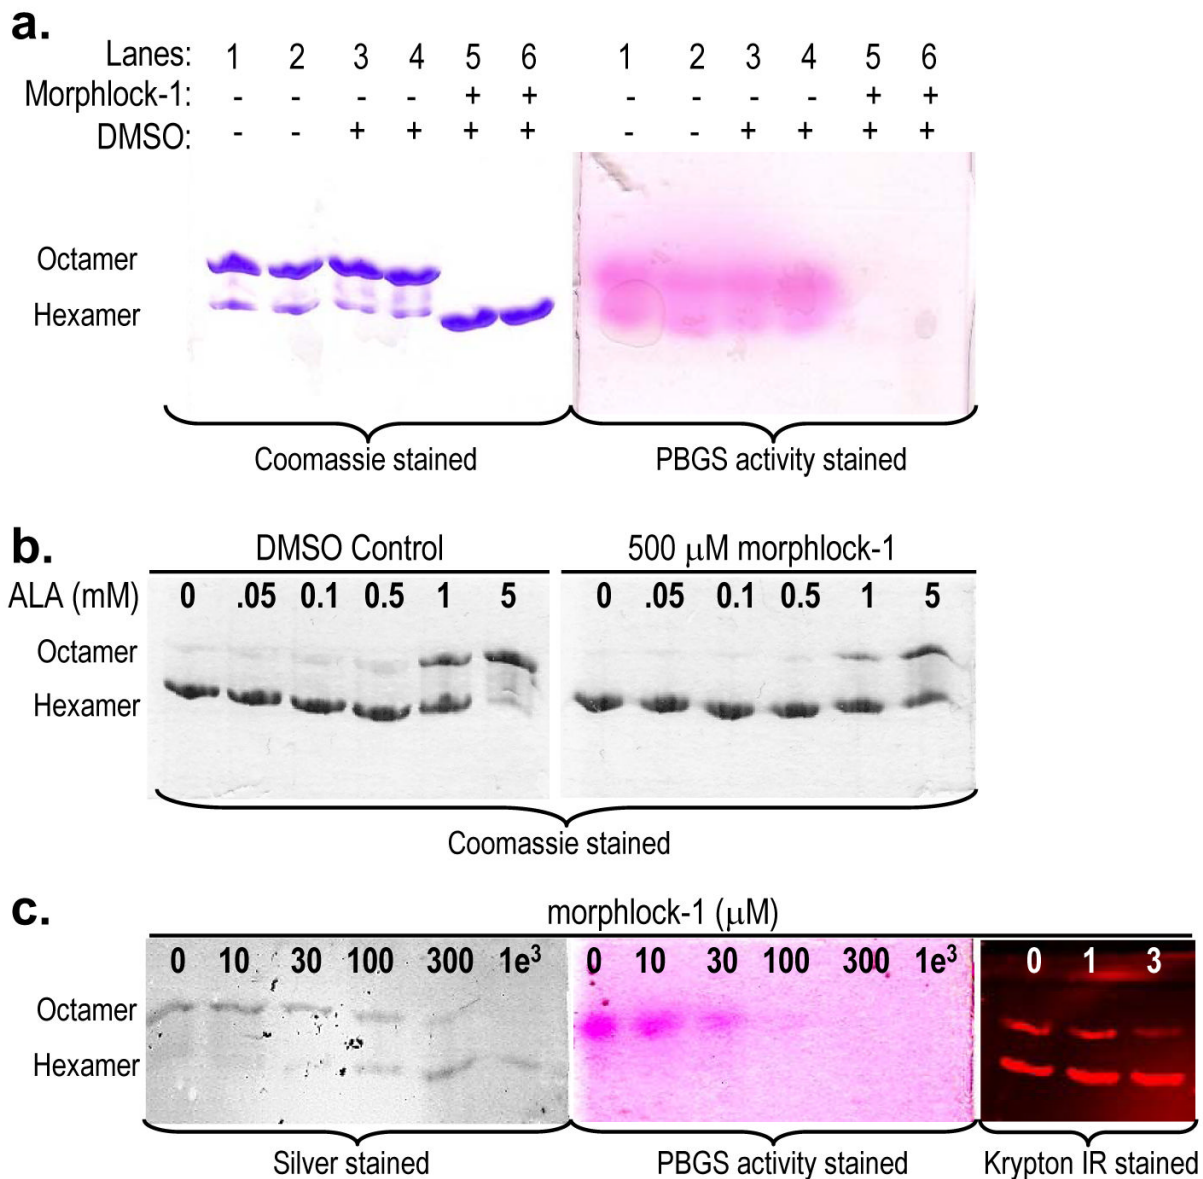 a.
Lanes: 1 2 3 4 5 6 1 2 3 4 5 6
Morphlock-1: - - - - + + - - - - + +
DMSO: - - + + + + - - + + + +
Octamer
Hexamer
Coomassie stained PBGS activity stained
b.
DMSO Control 500 μM morphlock-1
ALA (mM) 0 .05 0.1 0.5 1 5 0 .05 0.1 0.5 1 5
Octamer
Hexamer
Coomassie stained
c.
morphlock-1 (μM)
0 10 30 100 300 1e³ 0 10 30 100 300 1e³ 0 1 3
Octamer
Hexamer
Silver stained PBGS activity stained Krypton IR stained